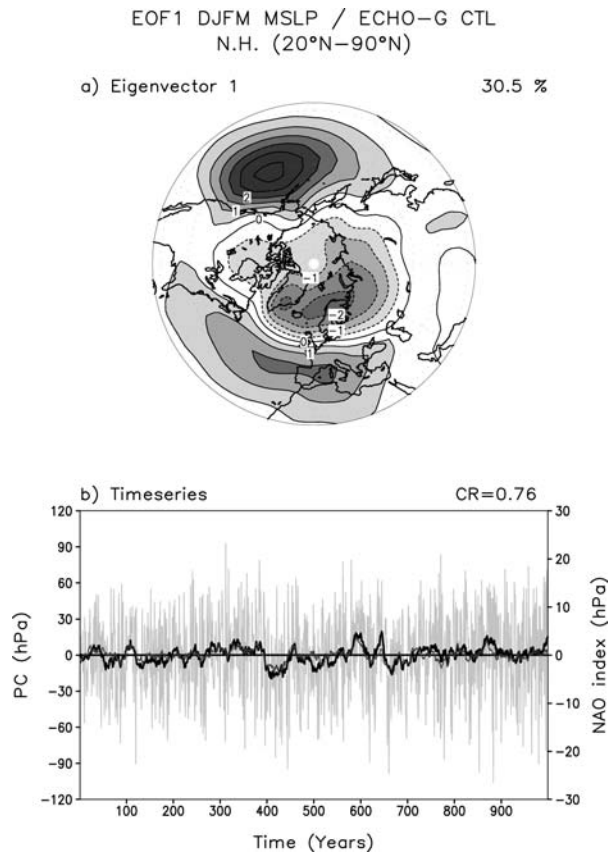 EOF1 DJFM MSLP / ECHO-G CTL
N.H. (20°N-90°N)
a) Eigenvector 1 30.5 %
2
1
0
-1
-2
-1
0
1
b) Timeseries CR=0.76
120 30
90
60 20
30 10
0 0
-30 -10
-60
-90 -20
-120 -30
PC (hPa)
NAO index (hPa)
100 200 300 400 500 600 700 800 900
Time (Years)